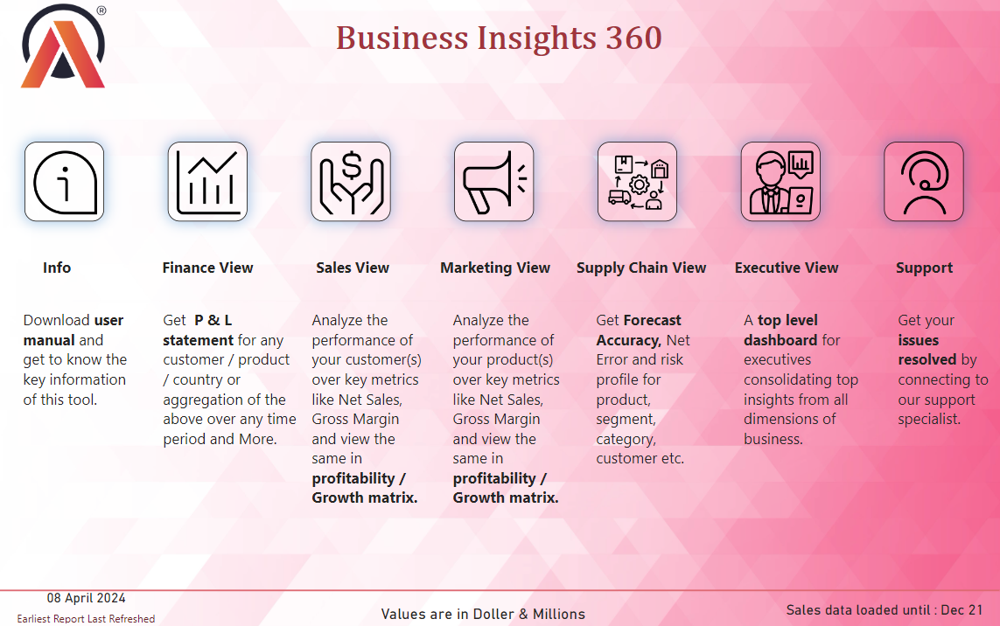 ®
Business Insights 360
Info
Download user
manual and
get to know the
key information
of this tool.
Finance View
Get P & L
statement for any
customer / product
/ country or
aggregation of the
above over any time
period and More.
$
Sales View
Analyze the
performance of
your customer(s)
over key metrics
like Net Sales,
Gross Margin
and view the
same in
profitability /
Growth matrix.
Marketing View
Analyze the
performance of
your product(s)
over key metrics
like Net Sales,
Gross Margin
and view the
same in
profitability /
Growth matrix.
Supply Chain View
Get Forecast
Accuracy, Net
Error and risk
profile for
product,
segment,
category,
customer etc.
Executive View
A top level
dashboard for
executives
consolidating top
insights from all
dimensions of
business.
Support
Get your
issues
resolved by
connecting to
our support
specialist.
08 April 2024
Earliest Report Last Refreshed
Values are in Doller & Millions
Sales data loaded until : Dec 21